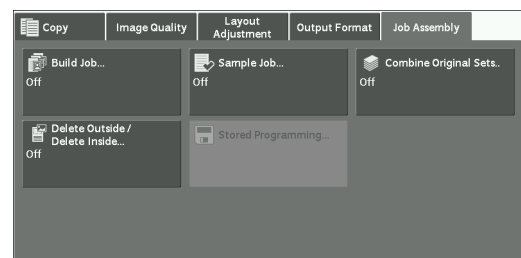 Copy
Image Quality
Layout
Adjustment
Output Format
Job Assembly
Build Job...
Off
Sample Job...
Off
Combine Original Sets..
Off
Delete Outside /
Delete Inside...
Off
Stored Programming...